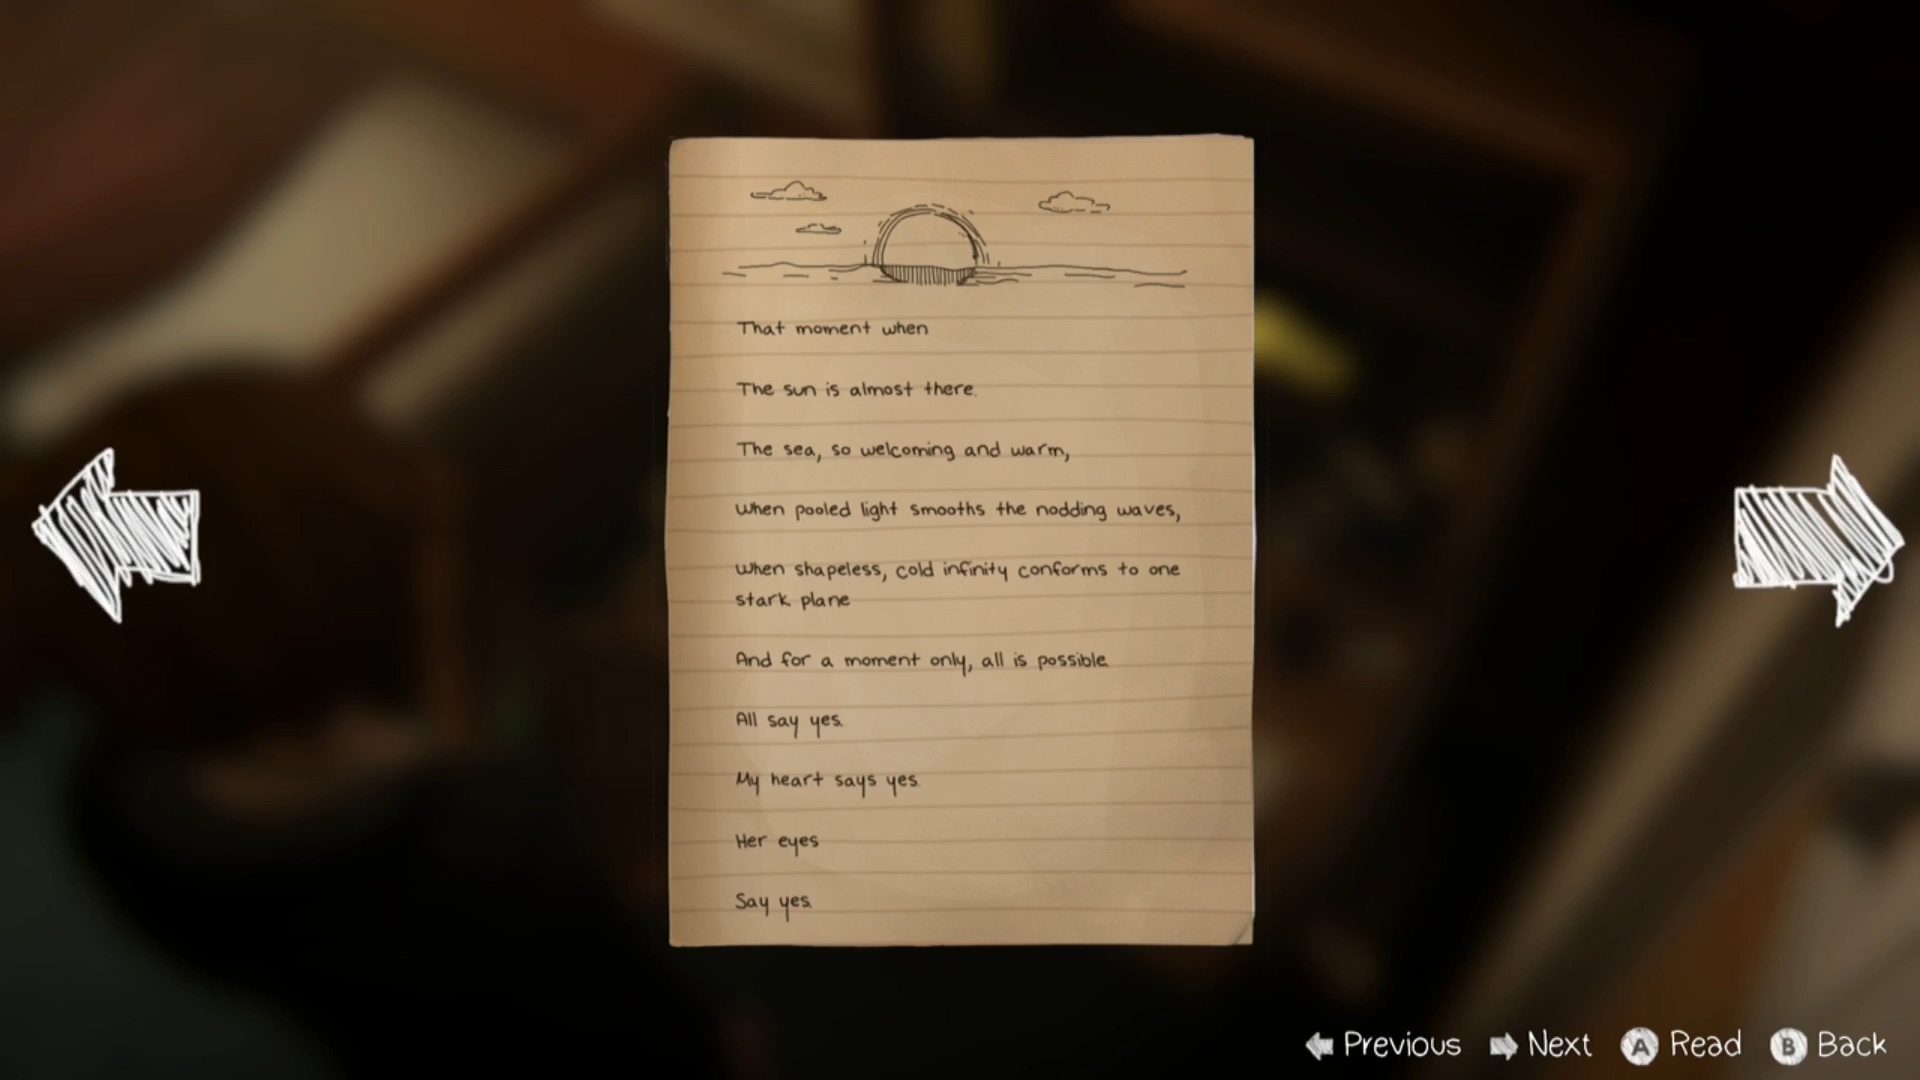 That moment when
The sun is almost there.
The sea, so welcoming and warm,
When pooled light smooths the nodding waves,
When shapeless, cold infinity conforms to one
stark plane
And for a moment only, all is possible.
All say yes.
My heart says yes.
Her eyes
Say yes.
Previous Next A Read B Back